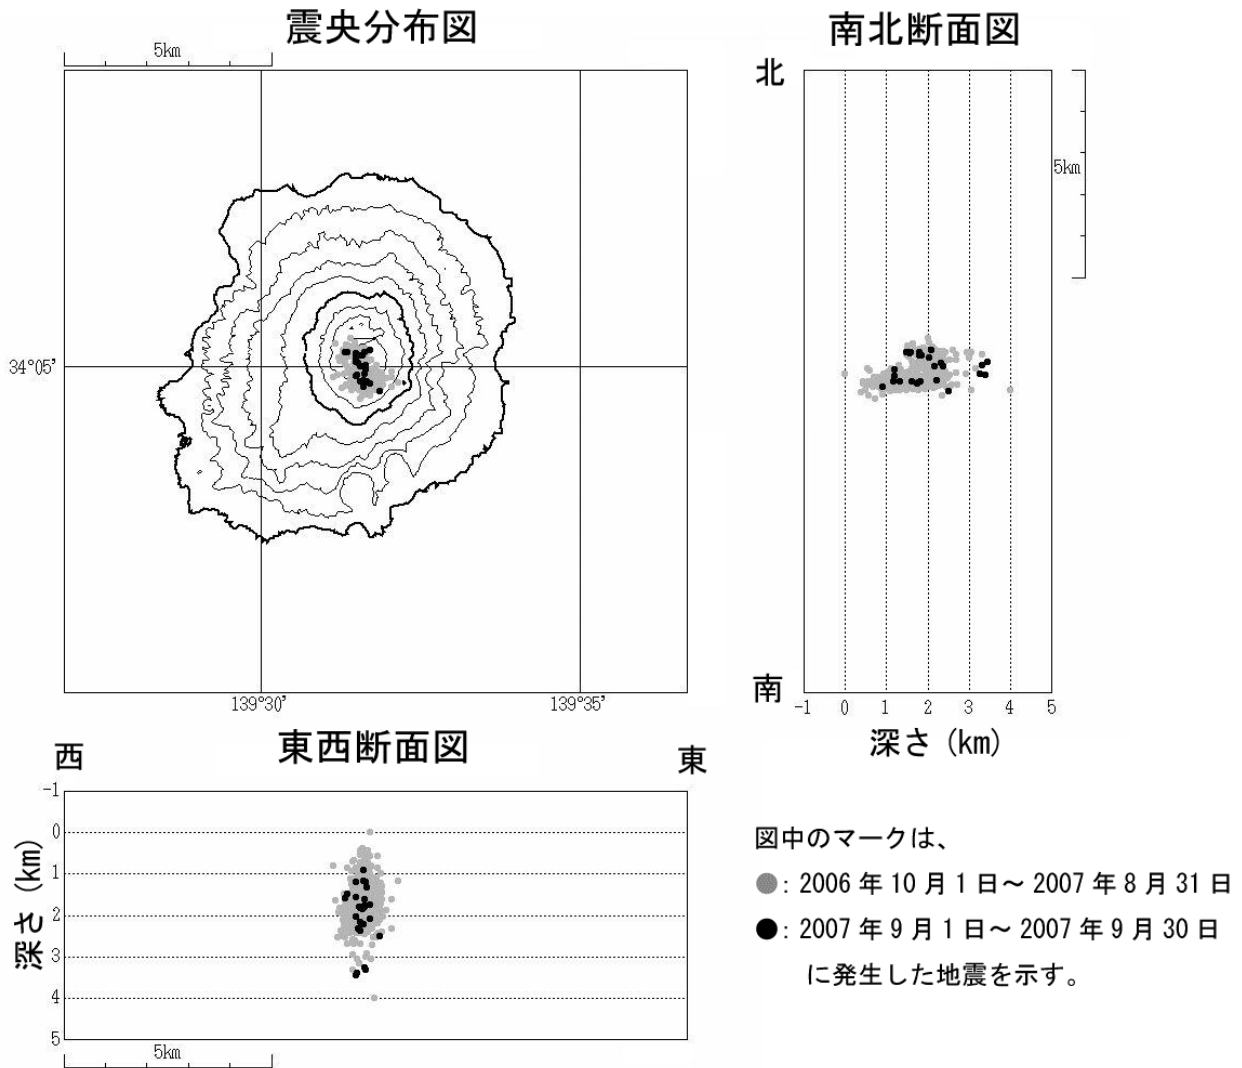 震央分布図
5km
34°05'
139°30'
139°35'
南北断面図
北
南
5km
-1 0 1 2 3 4 5
深さ (km)
東西断面図
西
東
-1
0
1
2
3
4
5
深さ (km)
5km
図中のマークは、
●: 2006 年 10 月 1 日～ 2007 年 8 月 31 日
●: 2007 年 9 月 1 日～ 2007 年 9 月 30 日
に発生した地震を示す。